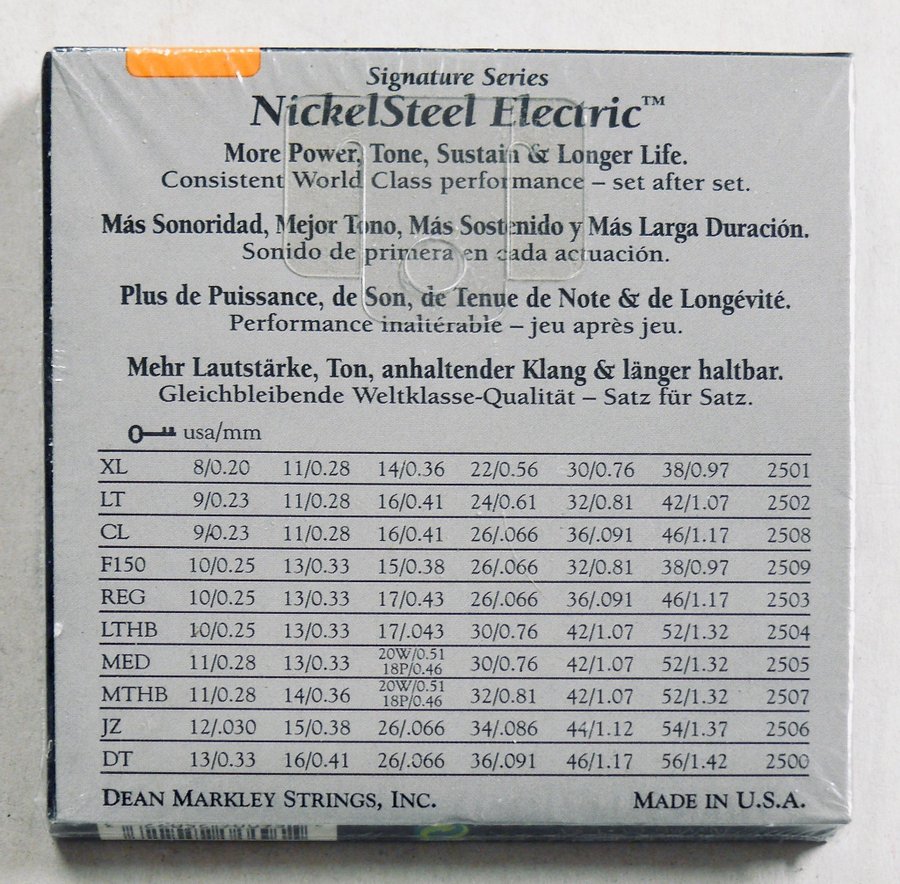 Signature Series
NickelSteel Electric™
More Power, Tone, Sustain & Longer Life.
Consistent World Class performance – set after set.
Más Sonoridad, Mejor Tono, Más Sostenido y Más Larga Duración.
Sonido de primera en cada actuación.
Plus de Puissance, de Son, de Tenue de Note & de Longévité.
Performance inaltérable – jeu après jeu.
Mehr Lautstärke, Ton, anhaltender Klang & länger haltbar.
Gleichbleibende Weltklasse-Qualität – Satz für Satz.
usa/mm
XL 8/0.20 11/0.28 14/0.36 22/0.56 30/0.76 38/0.97 2501
LT 9/0.23 11/0.28 16/0.41 24/0.61 32/0.81 42/1.07 2502
CL 9/0.23 11/0.28 16/0.41 26/.066 36/.091 46/1.17 2508
F150 10/0.25 13/0.33 15/0.38 26/.066 32/0.81 38/0.97 2509
REG 10/0.25 13/0.33 17/0.43 26/.066 36/.091 46/1.17 2503
LTHB 10/0.25 13/0.33 17/.043 30/0.76 42/1.07 52/1.32 2504
MED 11/0.28 13/0.33 20W/0.51 18P/0.46 30/0.76 42/1.07 52/1.32 2505
MTHB 11/0.28 14/0.36 20W/0.51 18P/0.46 32/0.81 42/1.07 52/1.32 2507
JZ 12/.030 15/0.38 26/.066 34/.086 44/1.12 54/1.37 2506
DT 13/0.33 16/0.41 26/.066 36/.091 46/1.17 56/1.42 2500
DEAN MARKLEY STRINGS, INC. MADE IN U.S.A.